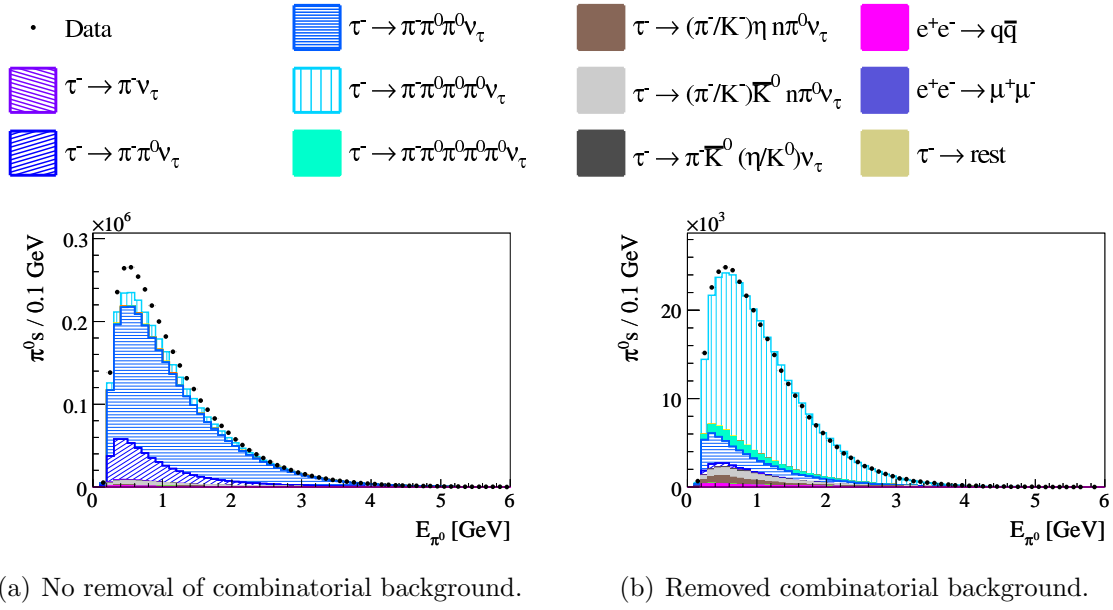 Data
τ⁻ → π⁻ν_τ
τ⁻ → π⁻π⁰ν_τ
τ⁻ → π⁻π⁰π⁰ν_τ
τ⁻ → π⁻π⁰π⁰π⁰ν_τ
τ⁻ → π⁻π⁰π⁰π⁰π⁰ν_τ
τ⁻ → (π⁻/K⁻)η nπ⁰ν_τ
τ⁻ → (π⁻/K⁻)K̅⁰ nπ⁰ν_τ
τ⁻ → π⁻K̅⁰ (η/K⁰)ν_τ
e⁺e⁻ → qq̅
e⁺e⁻ → μ⁺μ⁻
τ⁻ → rest
×10⁶
π⁰s / 0.1 GeV
0.3
0.2
0.1
0
0 1 2 3 4 5 6
E_π⁰ [GeV]
×10³
π⁰s / 0.1 GeV
20
10
0
0 1 2 3 4 5 6
E_π⁰ [GeV]
(a) No removal of combinatorial background.
(b) Removed combinatorial background.